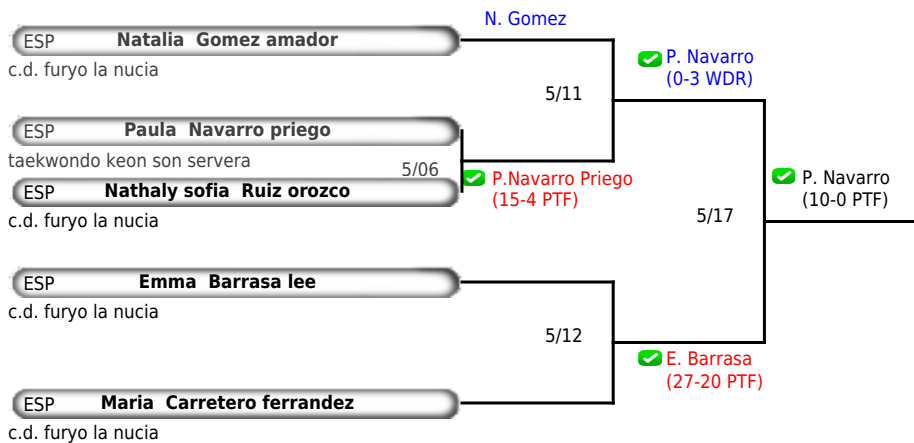 N. Gomez
ESP Natalia Gomez amador
c.d. furyo la nucia
P. Navarro
(0-3 WDR)
5/11
ESP Paula Navarro priego
taekwondo keon son servera
5/06
P.Navarro Priego
(15-4 PTF)
P. Navarro
(10-0 PTF)
ESP Nathaly sofia Ruiz orozco
c.d. furyo la nucia
5/17
ESP Emma Barrasa lee
c.d. furyo la nucia
5/12
E. Barrasa
(27-20 PTF)
ESP Maria Carretero ferrandez
c.d. furyo la nucia